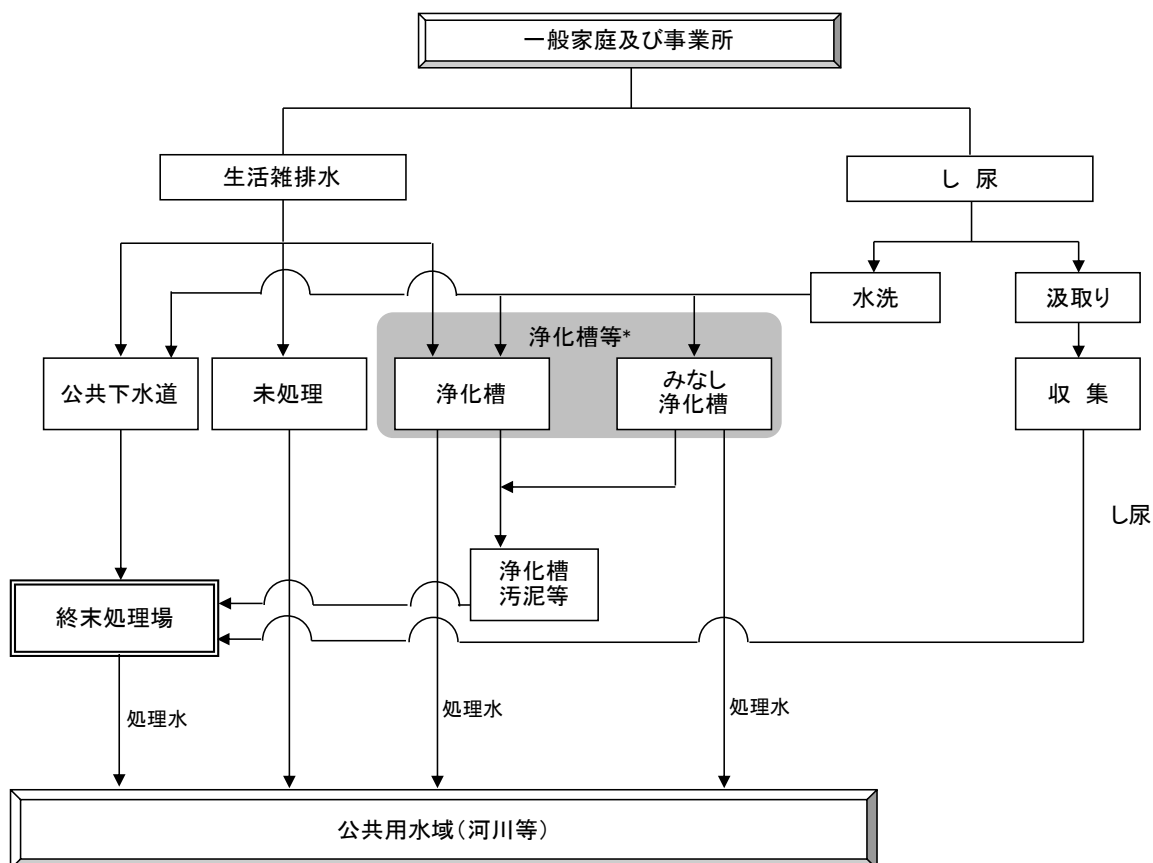 一般家庭及び事業所
生活雑排水
し 尿
水洗
汲取り
浄化槽等*
公共下水道
未処理
浄化槽
みなし
浄化槽
収 集
し尿
浄化槽
汚泥等
終末処理場
処理水
処理水
処理水
公共用水域(河川等)